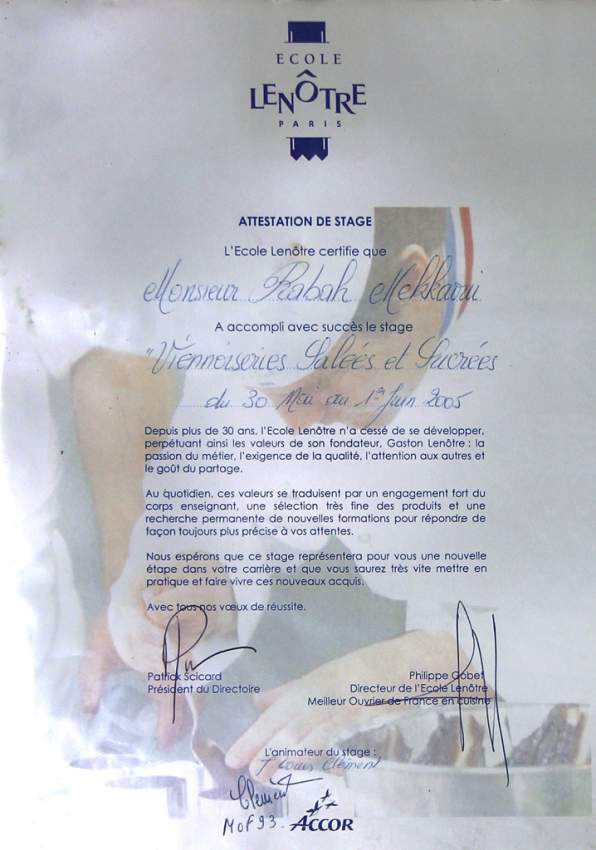 ECOLE
LENÔTRE
PARIS
ATTESTATION DE STAGE
L'Ecole Lenôtre certifie que
Monsieur Rabah Mekkaoui
A accompli avec succès le stage
"Viennoiseries Salées et Sucrées
du 30 Mai au 1er Juin 2005
Depuis plus de 30 ans, l'Ecole Lenôtre n'a cessé de se développer,
perpétuant ainsi les valeurs de son fondateur, Gaston Lenôtre : la
passion du métier, l'exigence de la qualité, l'attention aux autres et
le goût du partage.
Au quotidien, ces valeurs se traduisent par un engagement fort du
corps enseignant, une sélection très fine des produits et une
recherche permanente de nouvelles formations pour répondre de
façon toujours plus précise à vos attentes.
Nous espérons que ce stage représentera pour vous une nouvelle
étape dans votre carrière et que vous saurez très vite mettre en
pratique et faire vivre ces nouveaux acquis.
Avec tous nos vœux de réussite.
Patrick Scicard
Président du Directoire
Philippe Gobet
Directeur de l'Ecole Lenôtre
Meilleur Ouvrier de France en cuisine
L'animateur du stage :
J Louis Clément
Clément
MOF 93.
ACCOR